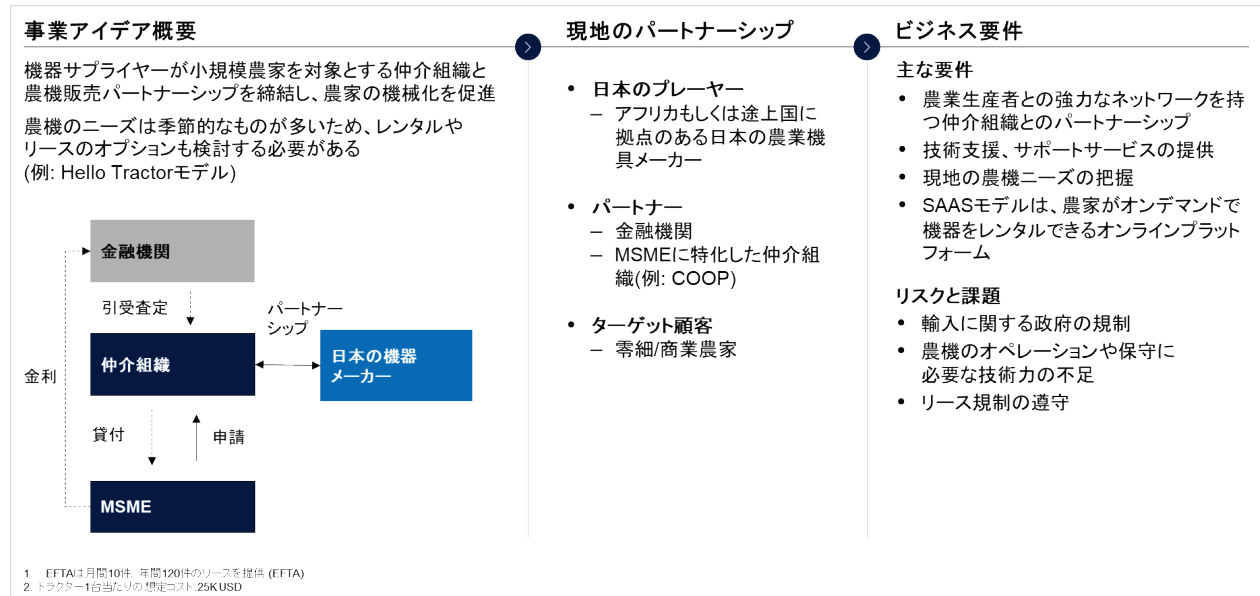 事業アイデア概要
機器サプライヤーが小規模農家を対象とする仲介組織と
農機販売パートナーシップを締結し、農家の機械化を促進
農機のニーズは季節的なものが多いため、レンタルや
リースのオプションも検討する必要がある
(例: Hello Tractorモデル)
金融機関
引受査定
パートナー
シップ
仲介組織
日本の機器
メーカー
金利
貸付
申請
MSME
1. EFTAは月間10件、年間120件のリースを提供 (EFTA)
2. トラクター1台当たりの想定コスト:25K USD
現地のパートナーシップ
• 日本のプレーヤー
– アフリカもしくは途上国に
拠点のある日本の農業機
具メーカー
• パートナー
– 金融機関
– MSMEに特化した仲介組
織(例: COOP)
• ターゲット顧客
– 零細/商業農家
ビジネス要件
主な要件
• 農業生産者との強力なネットワークを持
つ仲介組織とのパートナーシップ
• 技術支援、サポートサービスの提供
• 現地の農機ニーズの把握
• SAASモデルは、農家がオンデマンドで
機器をレンタルできるオンラインプラット
フォーム
リスクと課題
• 輸入に関する政府の規制
• 農機のオペレーションや保守に
必要な技術力の不足
• リース規制の遵守